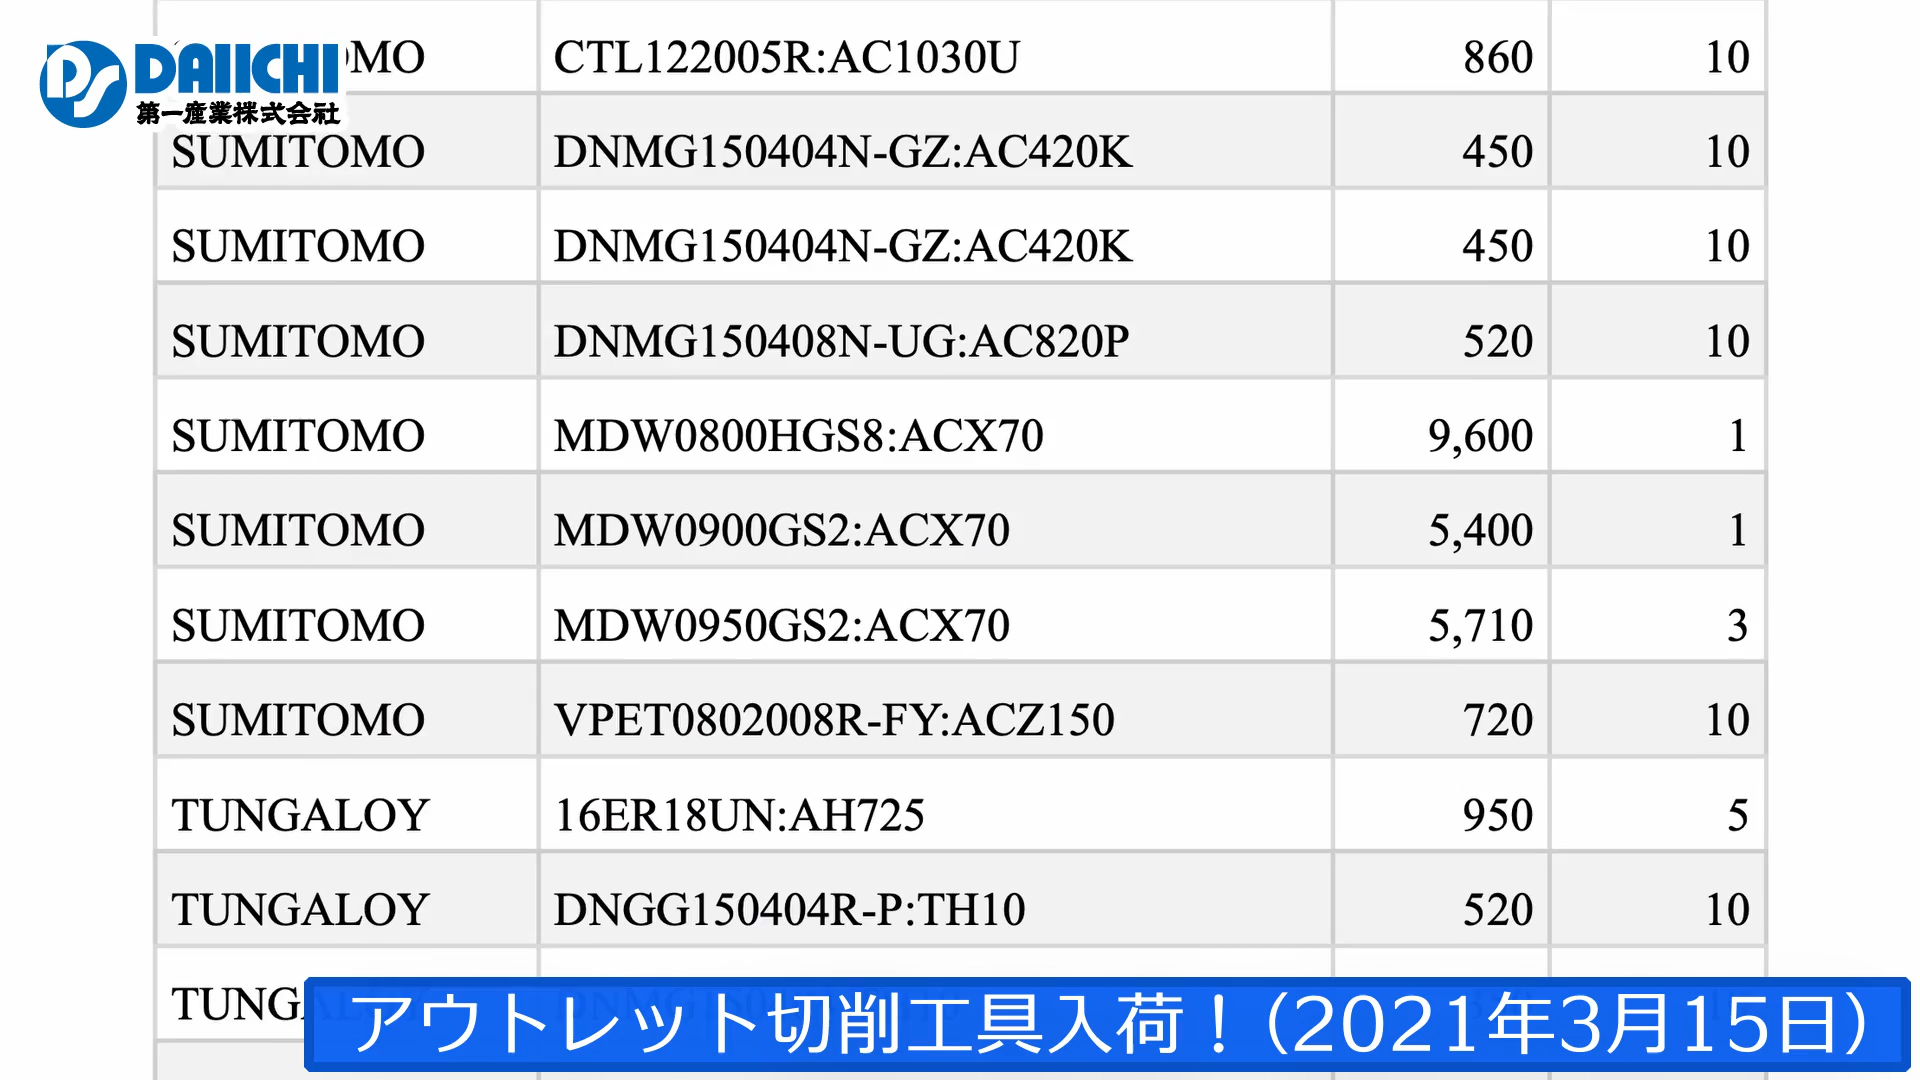 DAIICHI
第一産業株式会社
CTL122005R:AC1030U 860 10
SUMITOMO DNMG150404N-GZ:AC420K 450 10
SUMITOMO DNMG150404N-GZ:AC420K 450 10
SUMITOMO DNMG150408N-UG:AC820P 520 10
SUMITOMO MDW0800HGS8:ACX70 9,600 1
SUMITOMO MDW0900GS2:ACX70 5,400 1
SUMITOMO MDW0950GS2:ACX70 5,710 3
SUMITOMO VPET0802008R-FY:ACZ150 720 10
TUNGALOY 16ER18UN:AH725 950 5
TUNGALOY DNGG150404R-P:TH10 520 10
TUNGALOY
アウトレット切削工具入荷！（2021年3月15日）